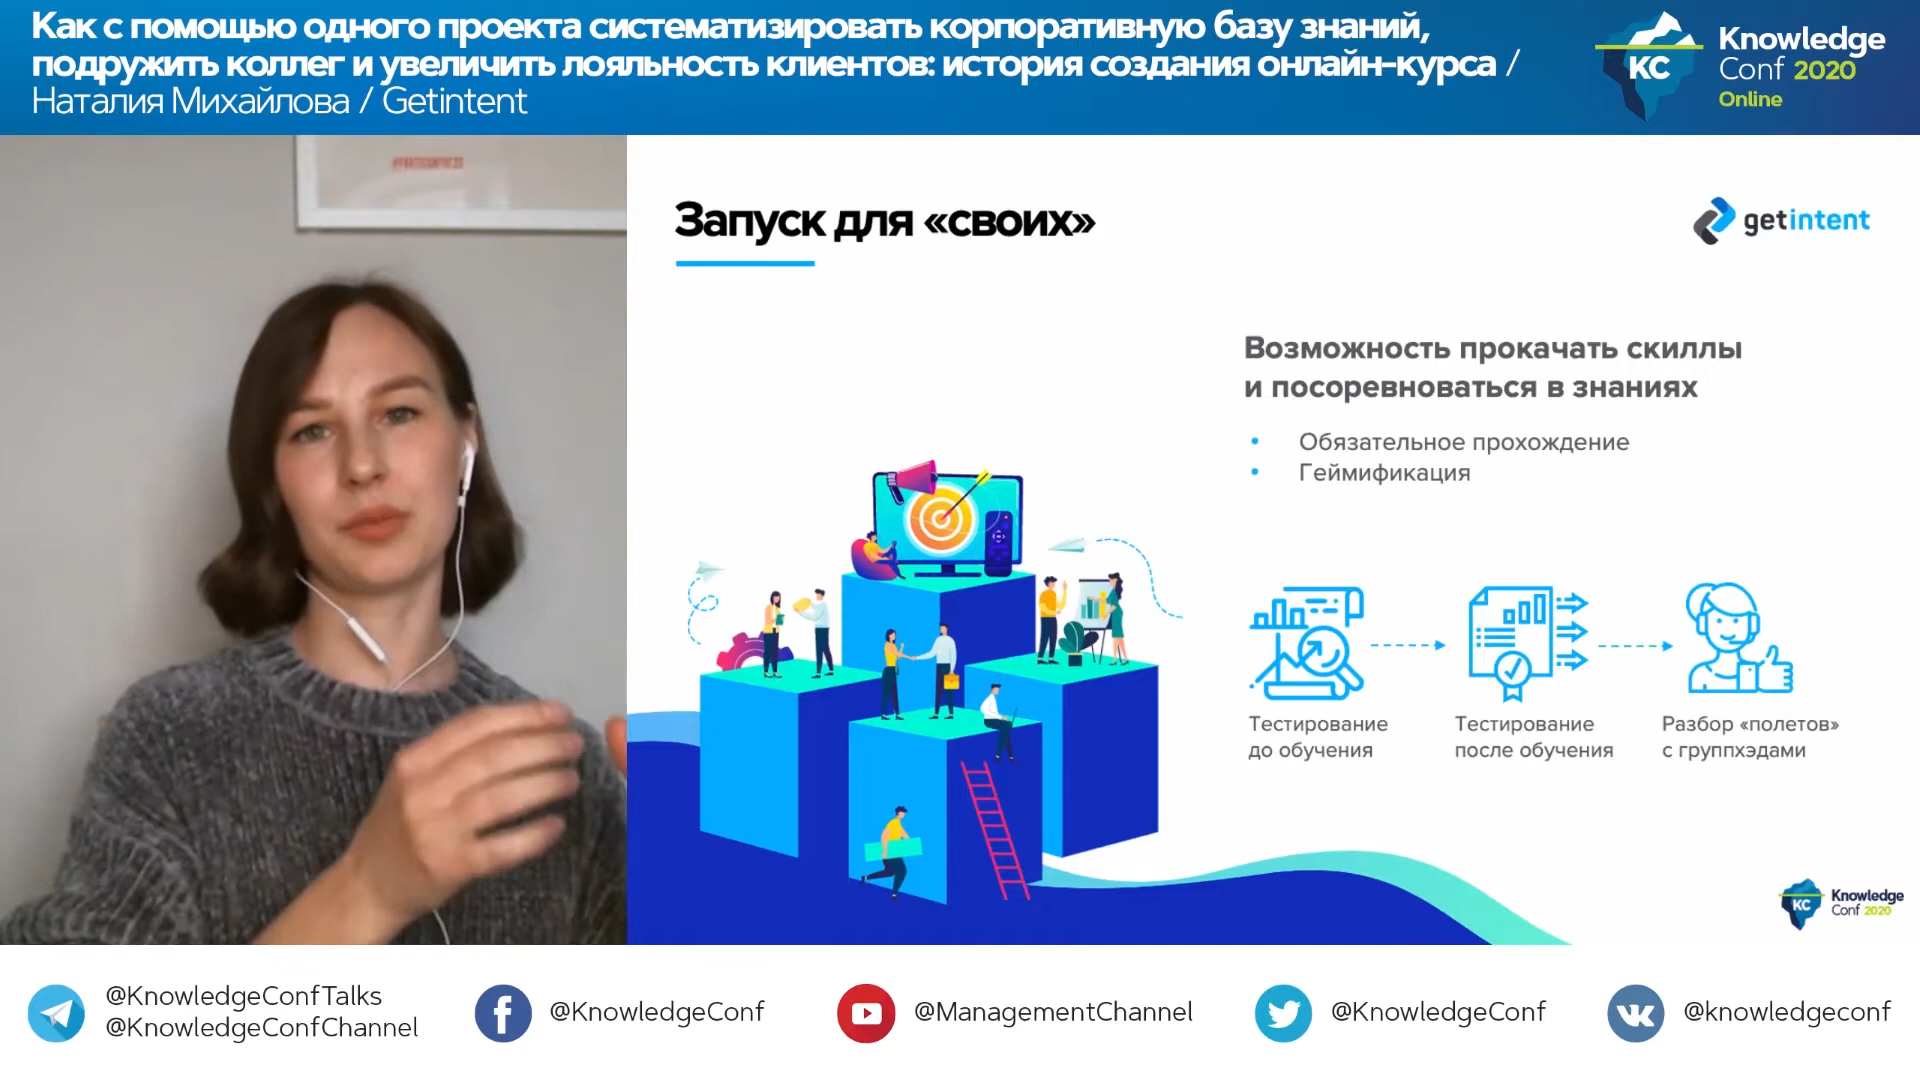 Как с помощью одного проекта систематизировать корпоративную базу знаний,
подружить коллег и увеличить лояльность клиентов: история создания онлайн-курса /
Наталия Михайлова / Getintent
КС
Knowledge
Conf 2020
Online
Запуск для «своих»
getintent
Возможность прокачать скиллы
и посоревноваться в знаниях
• Обязательное прохождение
• Геймификация
Тестирование
до обучения
Тестирование
после обучения
Разбор «полетов»
с группхэдами
КС
Knowledge
Conf 2020
@KnowledgeConfTalks
@KnowledgeConfChannel
@KnowledgeConf
@ManagementChannel
@KnowledgeConf
@knowledgeconf